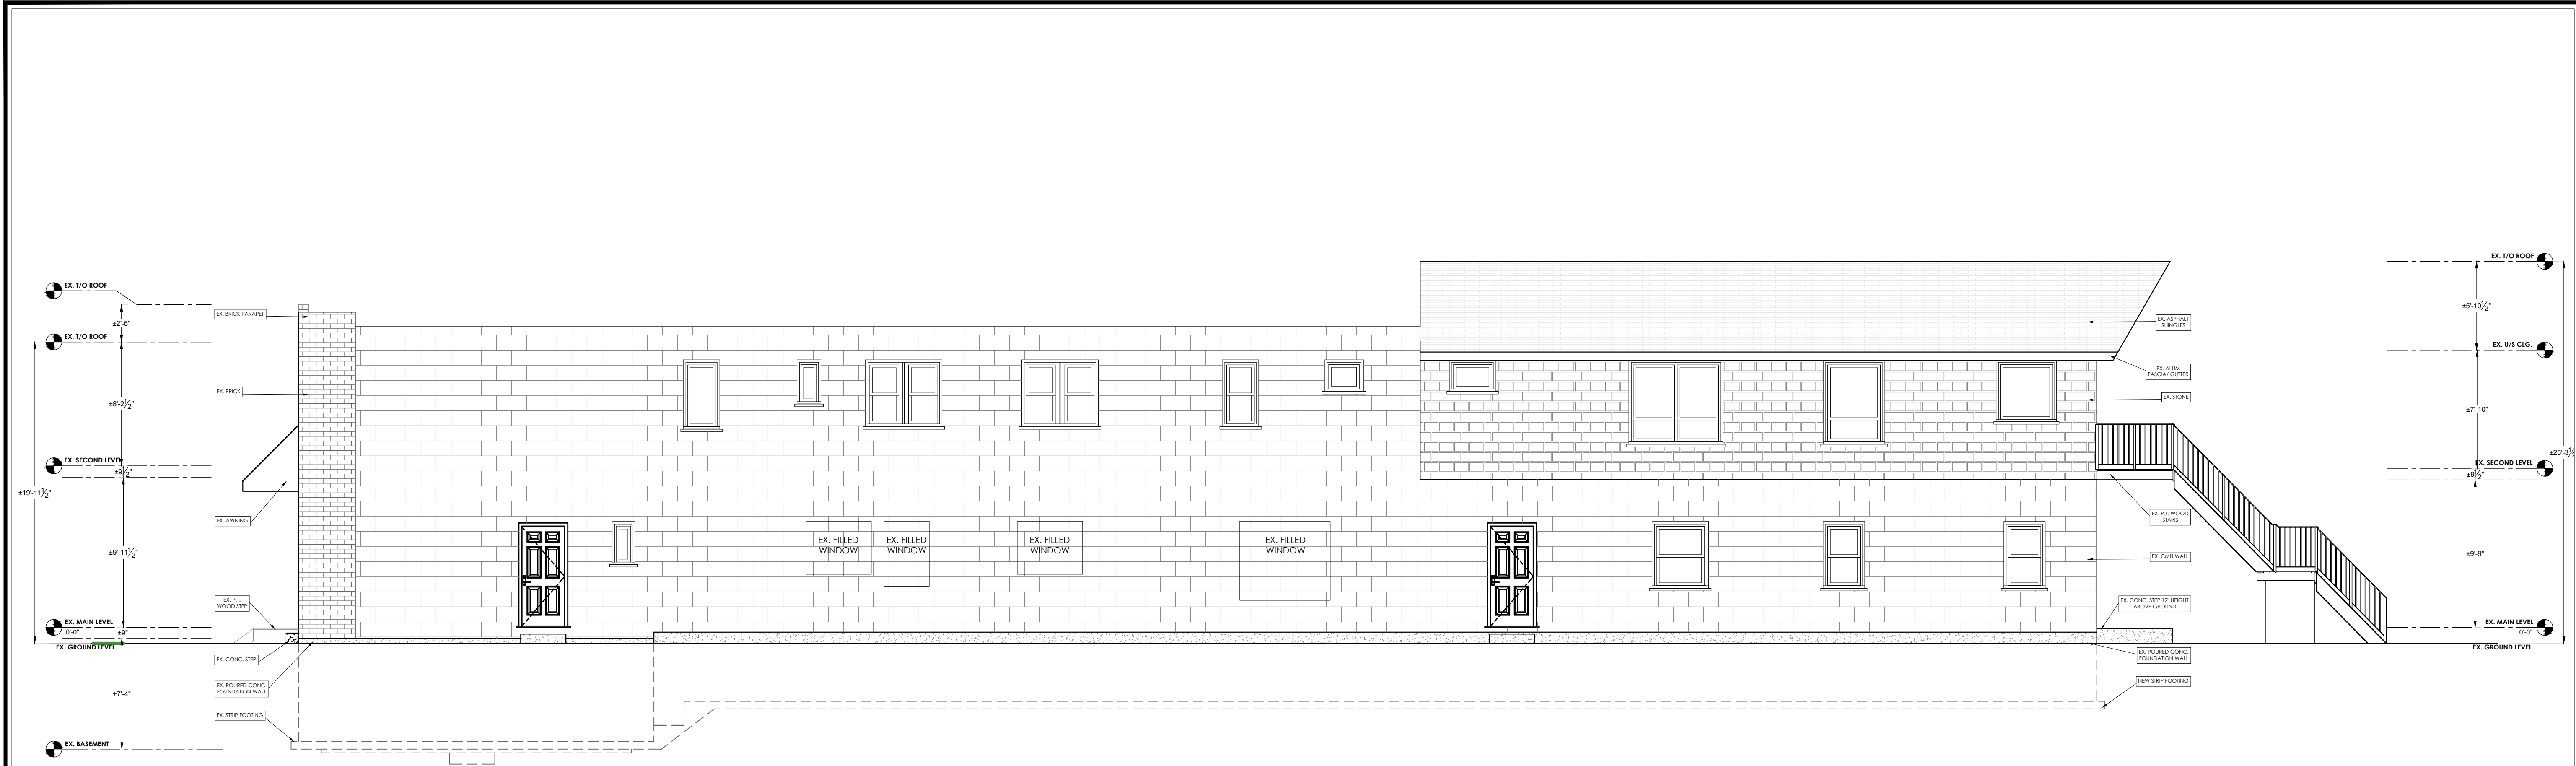 EX. T/O ROOF
±2'-6"
EX. T/O ROOF
±8'-2½"
EX. SECOND LEVEL
±9½"
±19'-11½"
±9'-11½"
EX. MAIN LEVEL
0'-0"
±9"
EX. GROUND LEVEL
±7'-4"
EX. BASEMENT
EX. BRICK PARAPET
EX. BRICK
EX. AWNING
EX. P.T.
WOOD STEP
EX. CONC. STEP
EX. POURED CONC.
FOUNDATION WALL
EX. STRIP FOOTING
EX. FILLED
WINDOW
EX. FILLED
WINDOW
EX. FILLED
WINDOW
EX. FILLED
WINDOW
EX. ASPHALT
SHINGLES
EX. ALUM
FASCIA/ GUTTER
EX. STONE
EX. P.T. WOOD
STAIRS
EX. CMU WALL
EX. CONC. STEP 12" HEIGHT
ABOVE GROUND
EX. POURED CONC.
FOUNDATION WALL
NEW STRIP FOOTING
EX. T/O ROOF
±5'-10½"
EX. U/S CLG.
±7'-10"
±25'-3½"
EX. SECOND LEVEL
±9½"
±9'-9"
EX. MAIN LEVEL
0'-0"
EX. GROUND LEVEL